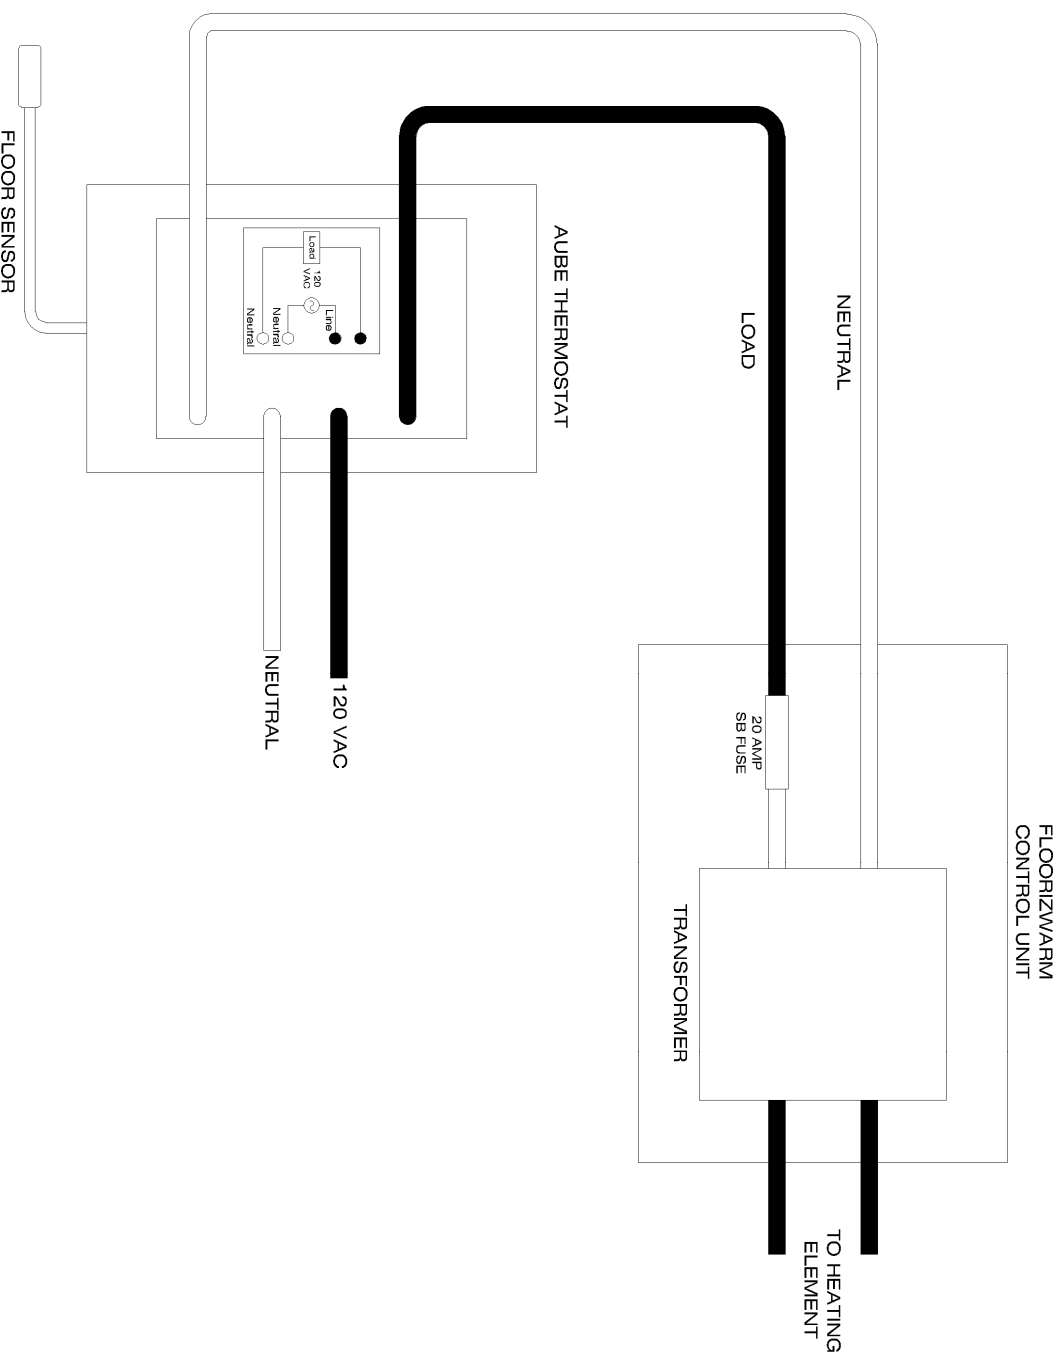 FLOORIZWARM
CONTROL UNIT
NEUTRAL
LOAD
20 AMP
SB FUSE
TRANSFORMER
TO HEATING
ELEMENT
AUBE THERMOSTAT
Load
120
VAC
Line
Neutral
Neutral
120 VAC
NEUTRAL
FLOOR SENSOR